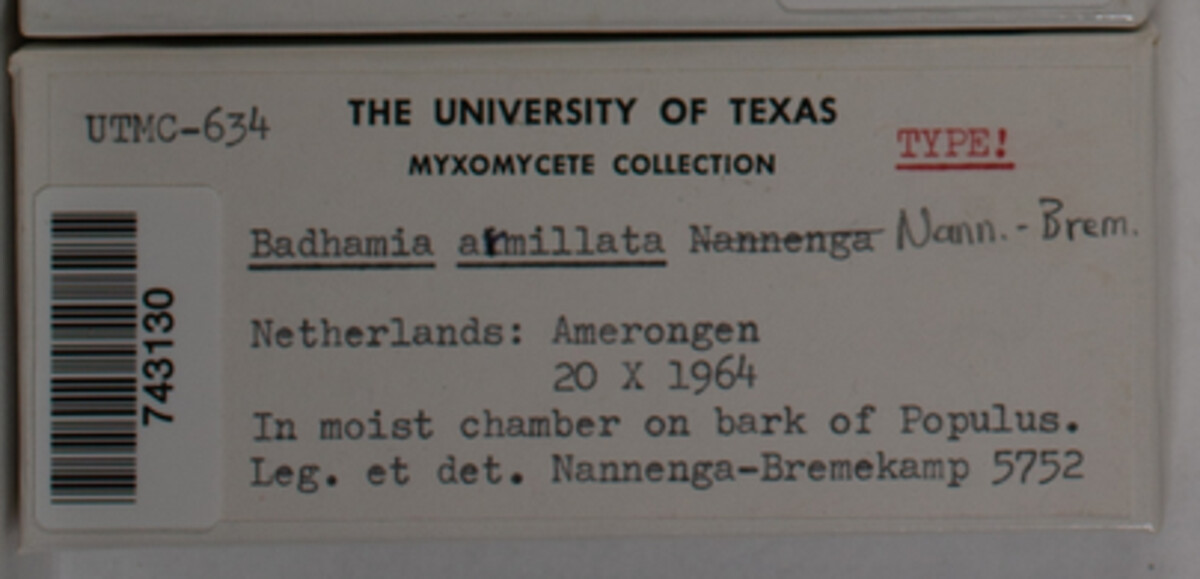 UTMC-634
THE UNIVERSITY OF TEXAS
MYXOMYCETE COLLECTION
TYPE!
Badhamia armillata Nannenga Nann.-Brem.
743130
Netherlands: Amerongen
20 X 1964
In moist chamber on bark of Populus.
Leg. et det. Nannenga-Bremekamp 5752